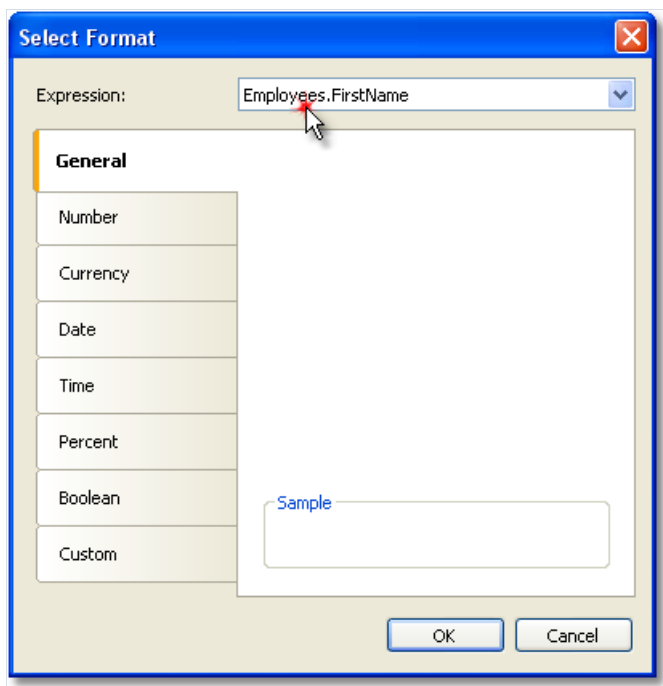 Select Format
Expression: Employees.FirstName
General
Number
Currency
Date
Time
Percent
Boolean
Sample
Custom
OK Cancel